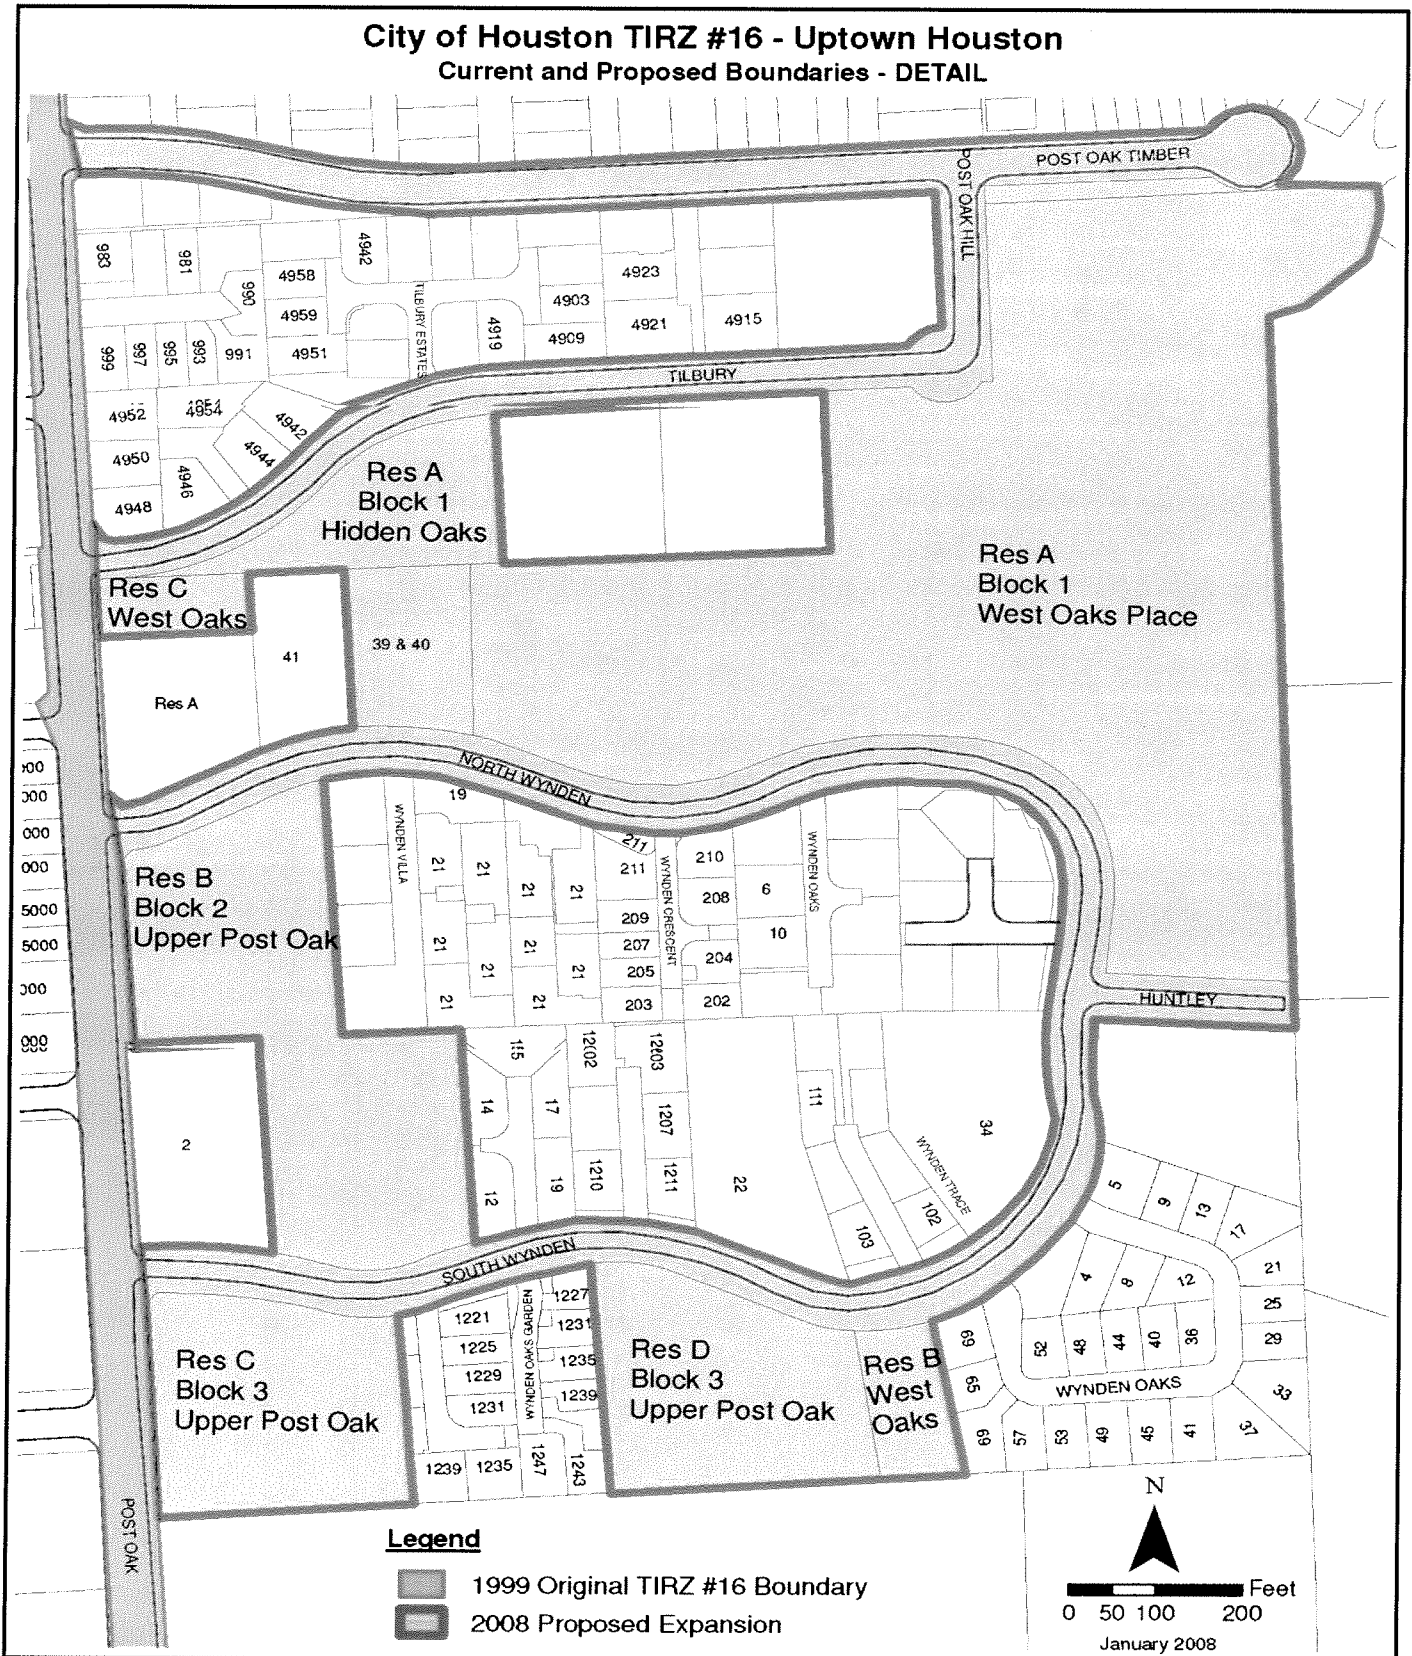 City of Houston TIRZ #16 - Uptown Houston
Current and Proposed Boundaries - DETAIL
POST OAK TIMBER
POST OAK HILL
983
981
990
4958
4942
4923
4959
4903
4919
4921
4915
4909
TILBURY ESTATES
999
997
995
993
991
4951
TILBURY
4952
4954
4942
4944
4950
4946
4948
Res A
Block 1
Hidden Oaks
Res A
Block 1
West Oaks Place
Res C
West Oaks
41
39 & 40
Res A
NORTH WYNDEN
WYNDEN VILLA
19
211
211
210
6
208
209
207
205
203
204
202
10
WYNDEN CRESCENT
WYNDEN OAKS
21
21
21
21
21
21
21
21
21
21
5000
5000
Res B
Block 2
Upper Post Oak
HUNTLEY
2
14
17
12
19
1210
1207
1211
22
111
34
103
102
WYNDEN TRACE
SOUTH WYNDEN
5
9
13
17
4
8
12
21
25
29
33
37
52
48
44
40
36
WYNDEN OAKS
69
65
69
57
53
49
45
41
1221
1225
1229
1231
WYNDEN OAKS GARDEN
1227
1231
1235
1239
1239
1235
1247
1243
Res C
Block 3
Upper Post Oak
Res D
Block 3
Upper Post Oak
Res B
West
Oaks
POST OAK
N
Legend
1999 Original TIRZ #16 Boundary
2008 Proposed Expansion
Feet
0 50 100 200
January 2008